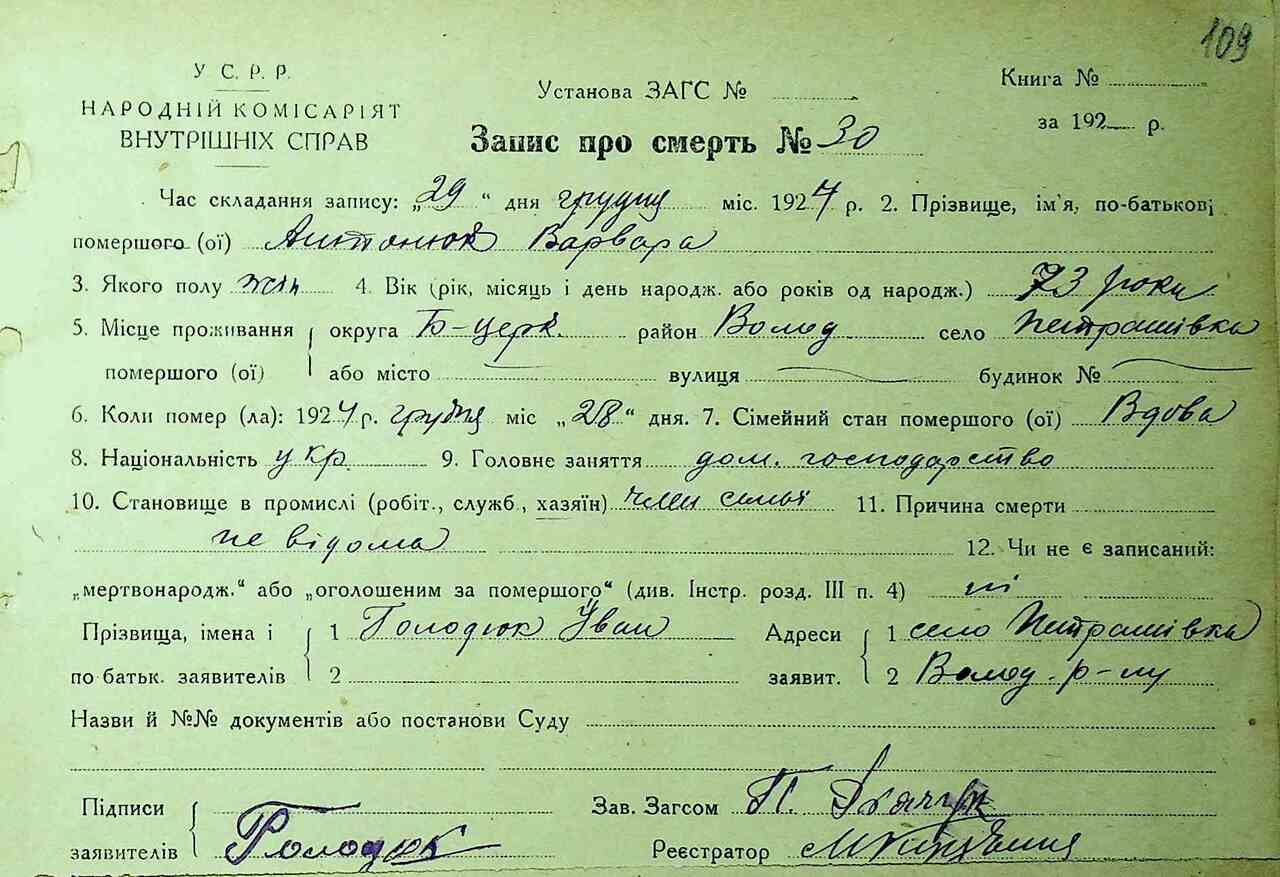 109
У С. Р. Р.
НАРОДНІЙ КОМІСАРІЯТ
ВНУТРІШНІХ СПРАВ
Установа ЗАГС №
Книга №
за 192 р.
Запис про смерть № 30
Час складання запису: „29“ дня грудня міс. 1927 р. 2. Прізвище, ім'я, по-батькові
помершого (ої) Антонюк Варвара
3. Якого полу жін 4. Вік (рік, місяць і день народж. або років од народж.) 73 роки
5. Місце проживання округа Б-церк. район Волод село Петрашівка
помершого (ої) або місто вулиця будинок №
6. Коли помер (ла): 1927 р. грудня міс „28“ дня. 7. Сімейний стан помершого (ої) Вдова
8. Національність укр. 9. Головне заняття дом. господарство
10. Становище в промислі (робіт., служб., хазяїн) член сем'ї 11. Причина смерти
не відома 12. Чи не є записаний:
„мертвонародж.“ або „оголошеним за помершого“ (див. Інстр. розд. III п. 4) ні
Прізвища, імена і 1 Голодюк Іван Адреси 1 село Петрашівка
по батьк. заявителів 2 заявит. 2 Волод. р-ну
Назви й №№ документів або постанови Суду
Підписи Зав. Загсом П.
заявителів Голодюк Реєстратор